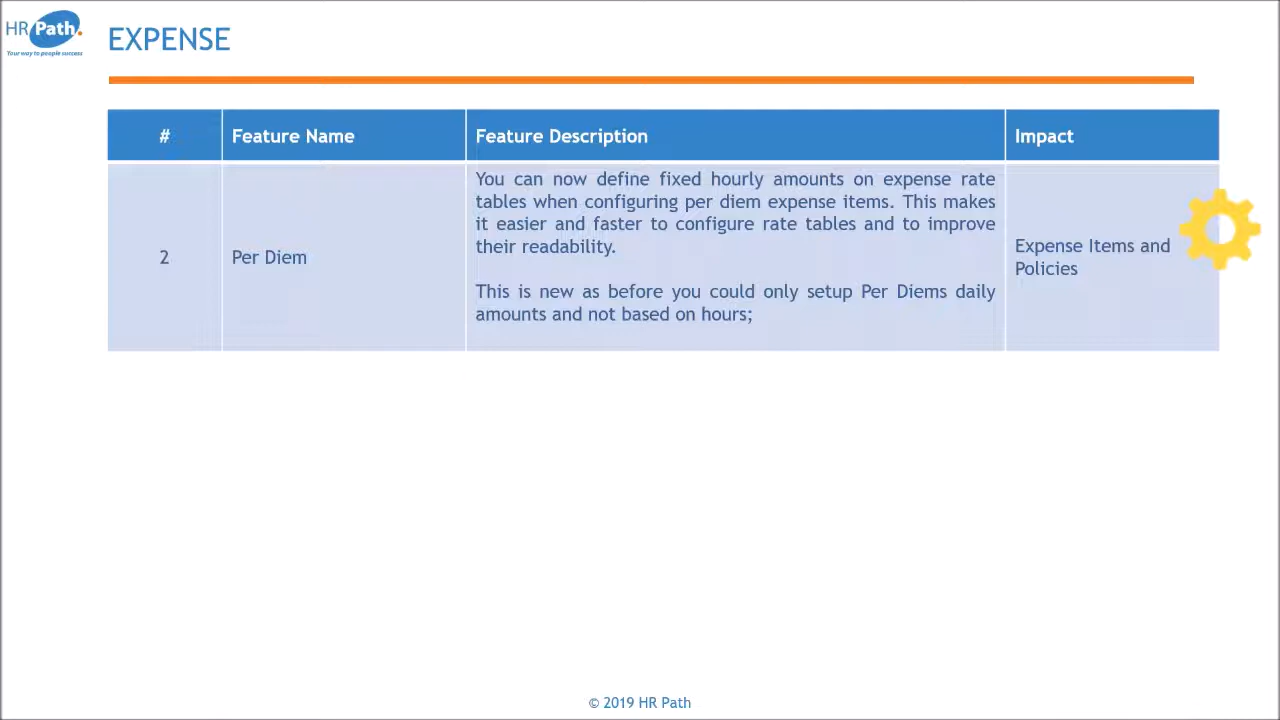 HR Path.
Your way to people success
EXPENSE
# Feature Name Feature Description Impact
2
Per Diem
You can now define fixed hourly amounts on expense rate
tables when configuring per diem expense items. This makes
it easier and faster to configure rate tables and to improve
their readability.
This is new as before you could only setup Per Diems daily
amounts and not based on hours;
Expense Items and
Policies
© 2019 HR Path